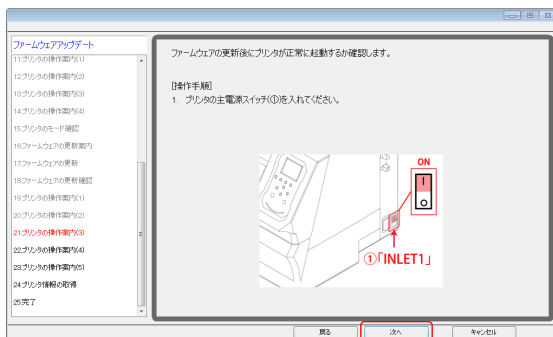 ファームウェアアップデート
11.プリンタの操作案内(1)
12.プリンタの操作案内(2)
13.プリンタの操作案内(3)
14.プリンタの操作案内(4)
15.プリンタのモード確認
16.ファームウェアの更新案内
17.ファームウェアの更新
18.ファームウェアの更新確認
19.プリンタの操作案内(1)
20.プリンタの操作案内(2)
21.プリンタの操作案内(3)
22.プリンタの操作案内(4)
23.プリンタの操作案内(5)
24.プリンタ情報の取得
25.完了
ファームウェアの更新後にプリンタが正常に起動するか確認します。
[操作手順]
1. プリンタの主電源スイッチ(①)を入れてください。
ON
①「INLET1」
戻る
次へ
キャンセル